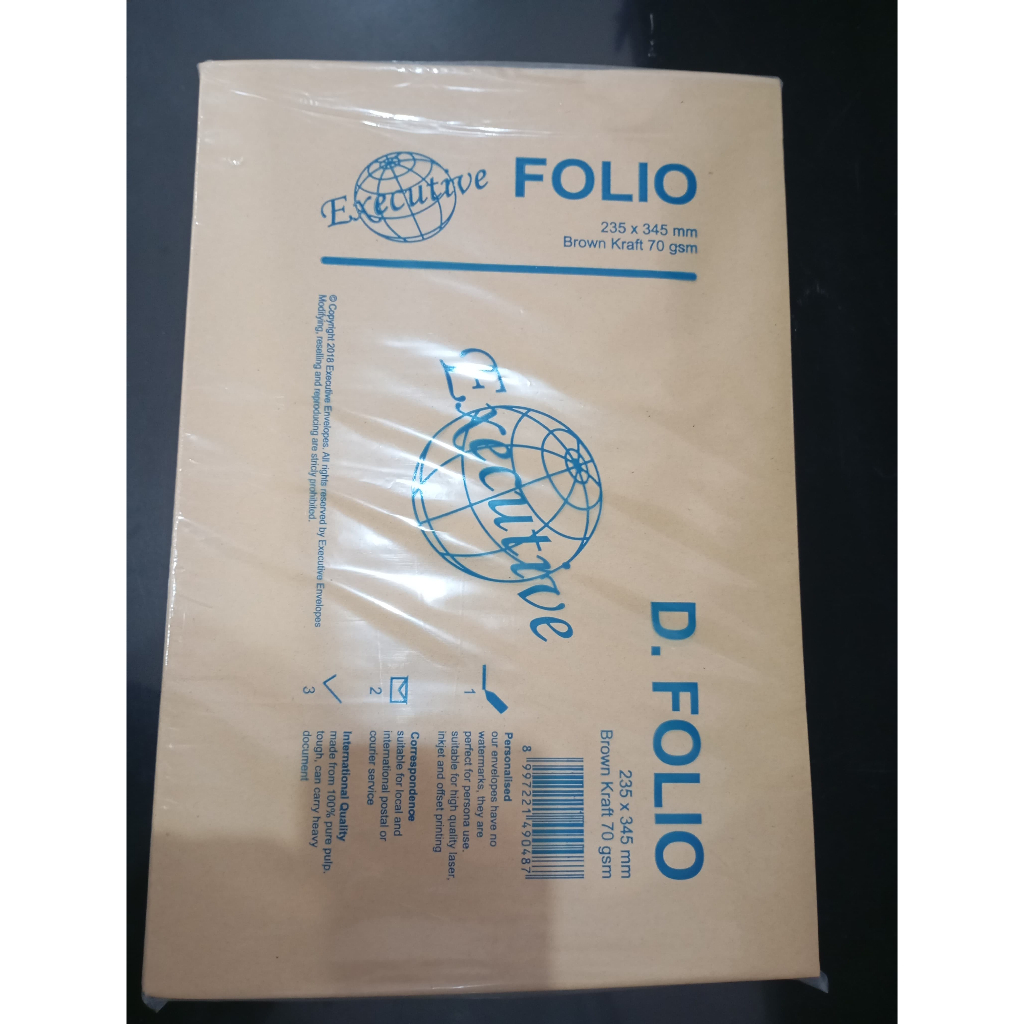 Executive
FOLIO
235 x 345 mm
Brown Kraft 70 gsm
© Copyright 2018 Executive Envelopes. All rights reserved by Executive Envelopes
Modifying, reselling and reproducing are stricly prohibited.
Executive
D. FOLIO
235 x 345 mm
Brown Kraft 70 gsm
8 997221 490487
1
Personalised
our envelopes have no
watermarks, they are
perfect for persona use.
suitable for high quality laser,
inkjet and offset printing
2
Correspondence
suitable for local and
international postal or
courier service
3
International Quality
made from 100% pure pulp,
tough, can carry heavy
document